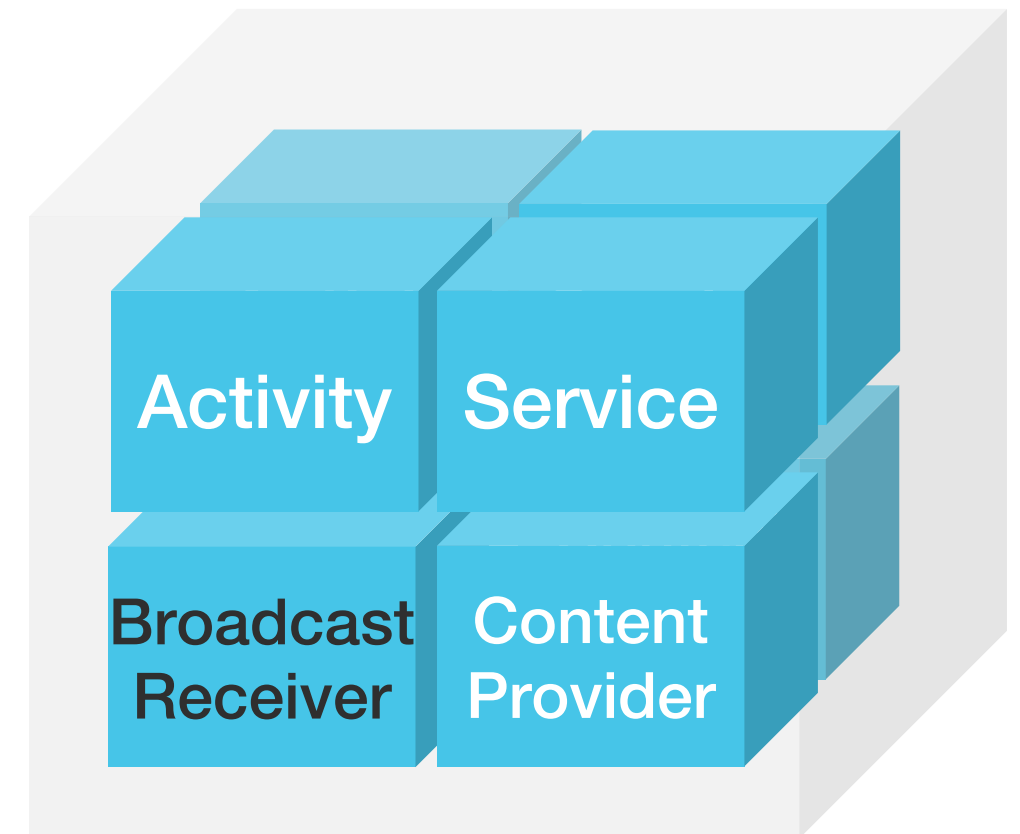 Activity
Service
Broadcast
Receiver
Content
Provider